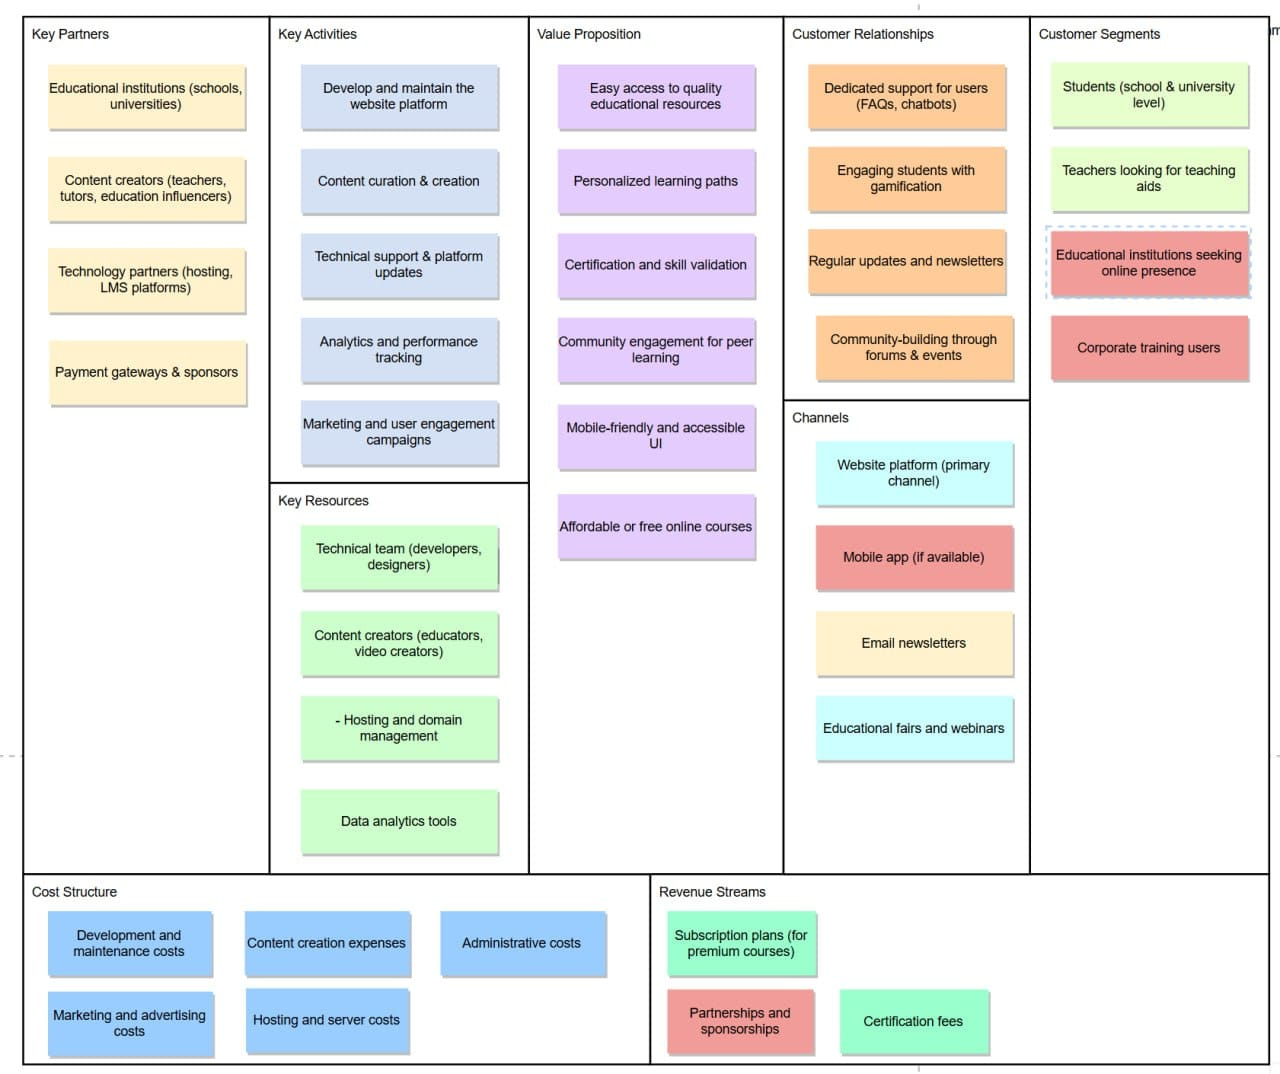 Key Partners
Educational institutions (schools,
universities)
Content creators (teachers,
tutors, education influencers)
Technology partners (hosting,
LMS platforms)
Payment gateways & sponsors
Key Activities
Develop and maintain the
website platform
Content curation & creation
Technical support & platform
updates
Analytics and performance
tracking
Marketing and user engagement
campaigns
Key Resources
Technical team (developers,
designers)
Content creators (educators,
video creators)
- Hosting and domain
management
Data analytics tools
Value Proposition
Easy access to quality
educational resources
Personalized learning paths
Certification and skill validation
Community engagement for peer
learning
Mobile-friendly and accessible
UI
Affordable or free online courses
Customer Relationships
Dedicated support for users
(FAQs, chatbots)
Engaging students with
gamification
Regular updates and newsletters
Community-building through
forums & events
Channels
Website platform (primary
channel)
Mobile app (if available)
Email newsletters
Educational fairs and webinars
Customer Segments
Students (school & university
level)
Teachers looking for teaching
aids
Educational institutions seeking
online presence
Corporate training users
Cost Structure
Development and
maintenance costs
Content creation expenses
Administrative costs
Marketing and advertising
costs
Hosting and server costs
Revenue Streams
Subscription plans (for
premium courses)
Partnerships and
sponsorships
Certification fees